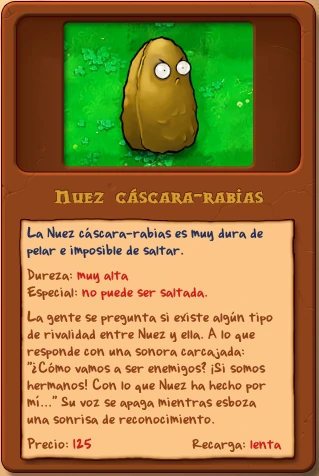 Nuez cáscara-rabias
La Nuez cáscara-rabias es muy dura de
pelar e imposible de saltar.
Dureza: muy alta
Especial: no puede ser saltada.
La gente se pregunta si existe algún tipo
de rivalidad entre Nuez y ella. A lo que
responde con una sonora carcajada:
"¿Cómo vamos a ser enemigos? ¡Si somos
hermanos! Con lo que Nuez ha hecho por
mí..." Su voz se apaga mientras esboza
una sonrisa de reconocimiento.
Precio: 125 Recarga: lenta